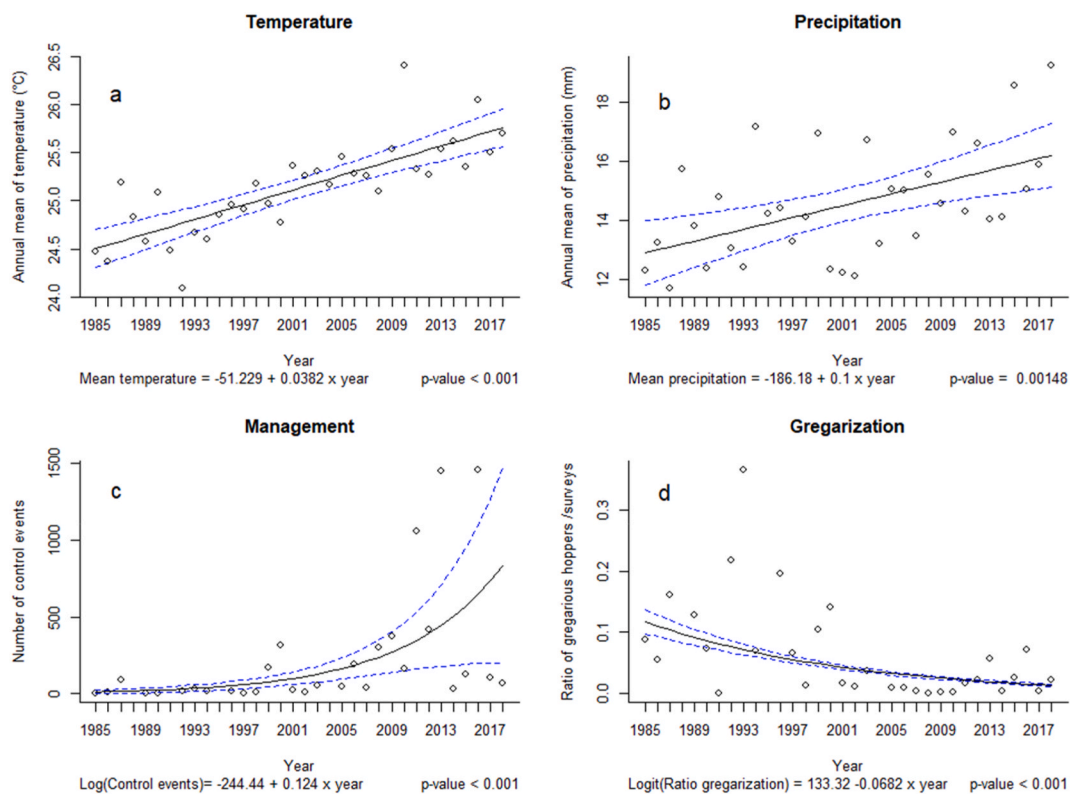 Temperature
a
Annual mean of temperature (°C)
24.0 24.5 25.0 25.5 26.0 26.5
1985 1989 1993 1997 2001 2005 2009 2013 2017
Year
Mean temperature = -51.229 + 0.0382 x year p-value < 0.001
Precipitation
b
Annual mean of precipitation (mm)
12 14 16 18
1985 1989 1993 1997 2001 2005 2009 2013 2017
Year
Mean precipitation = -186.18 + 0.1 x year p-value = 0.00148
Management
c
Number of control events
0 500 1000 1500
1985 1989 1993 1997 2001 2005 2009 2013 2017
Year
Log(Control events)= -244.44 + 0.124 x year p-value < 0.001
Gregarization
d
Ratio of gregarious hoppers /surveys
0.0 0.1 0.2 0.3
1985 1989 1993 1997 2001 2005 2009 2013 2017
Year
Logit(Ratio gregarization) = 133.32 -0.0682 x year p-value < 0.001